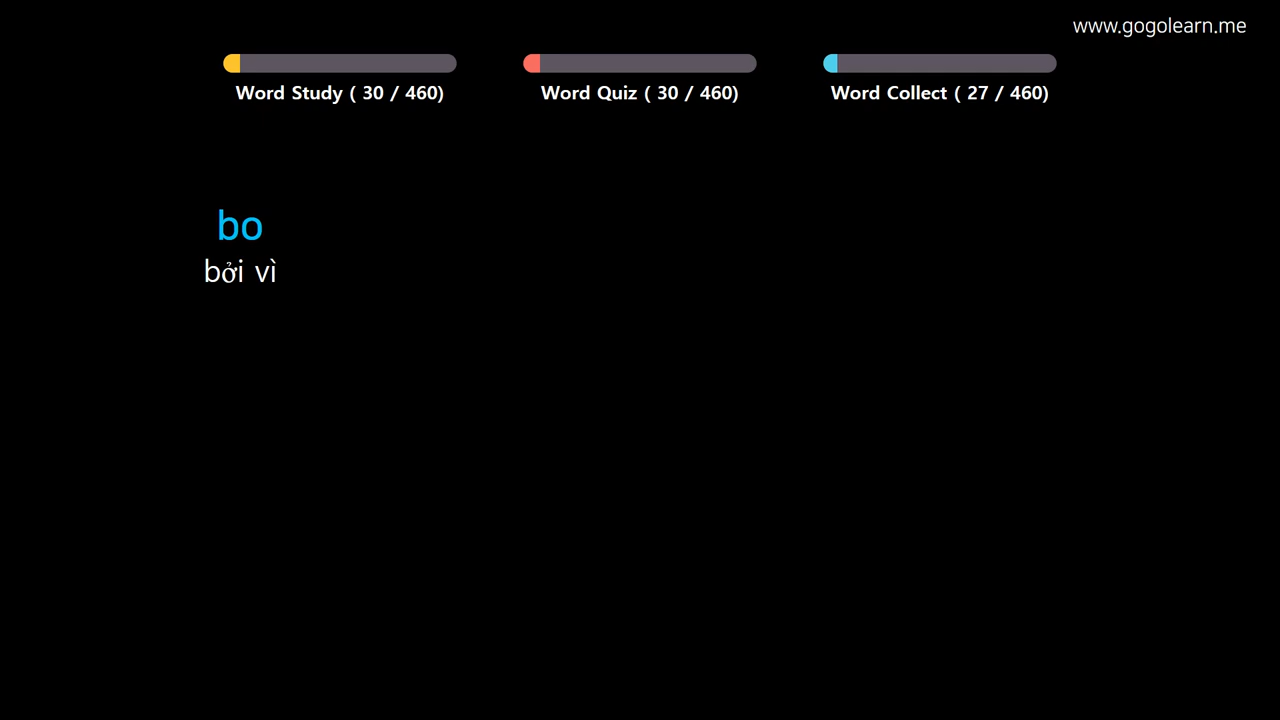 www.gogolearn.me
Word Study ( 30 / 460)
Word Quiz ( 30 / 460)
Word Collect ( 27 / 460)
bo
bởi vì